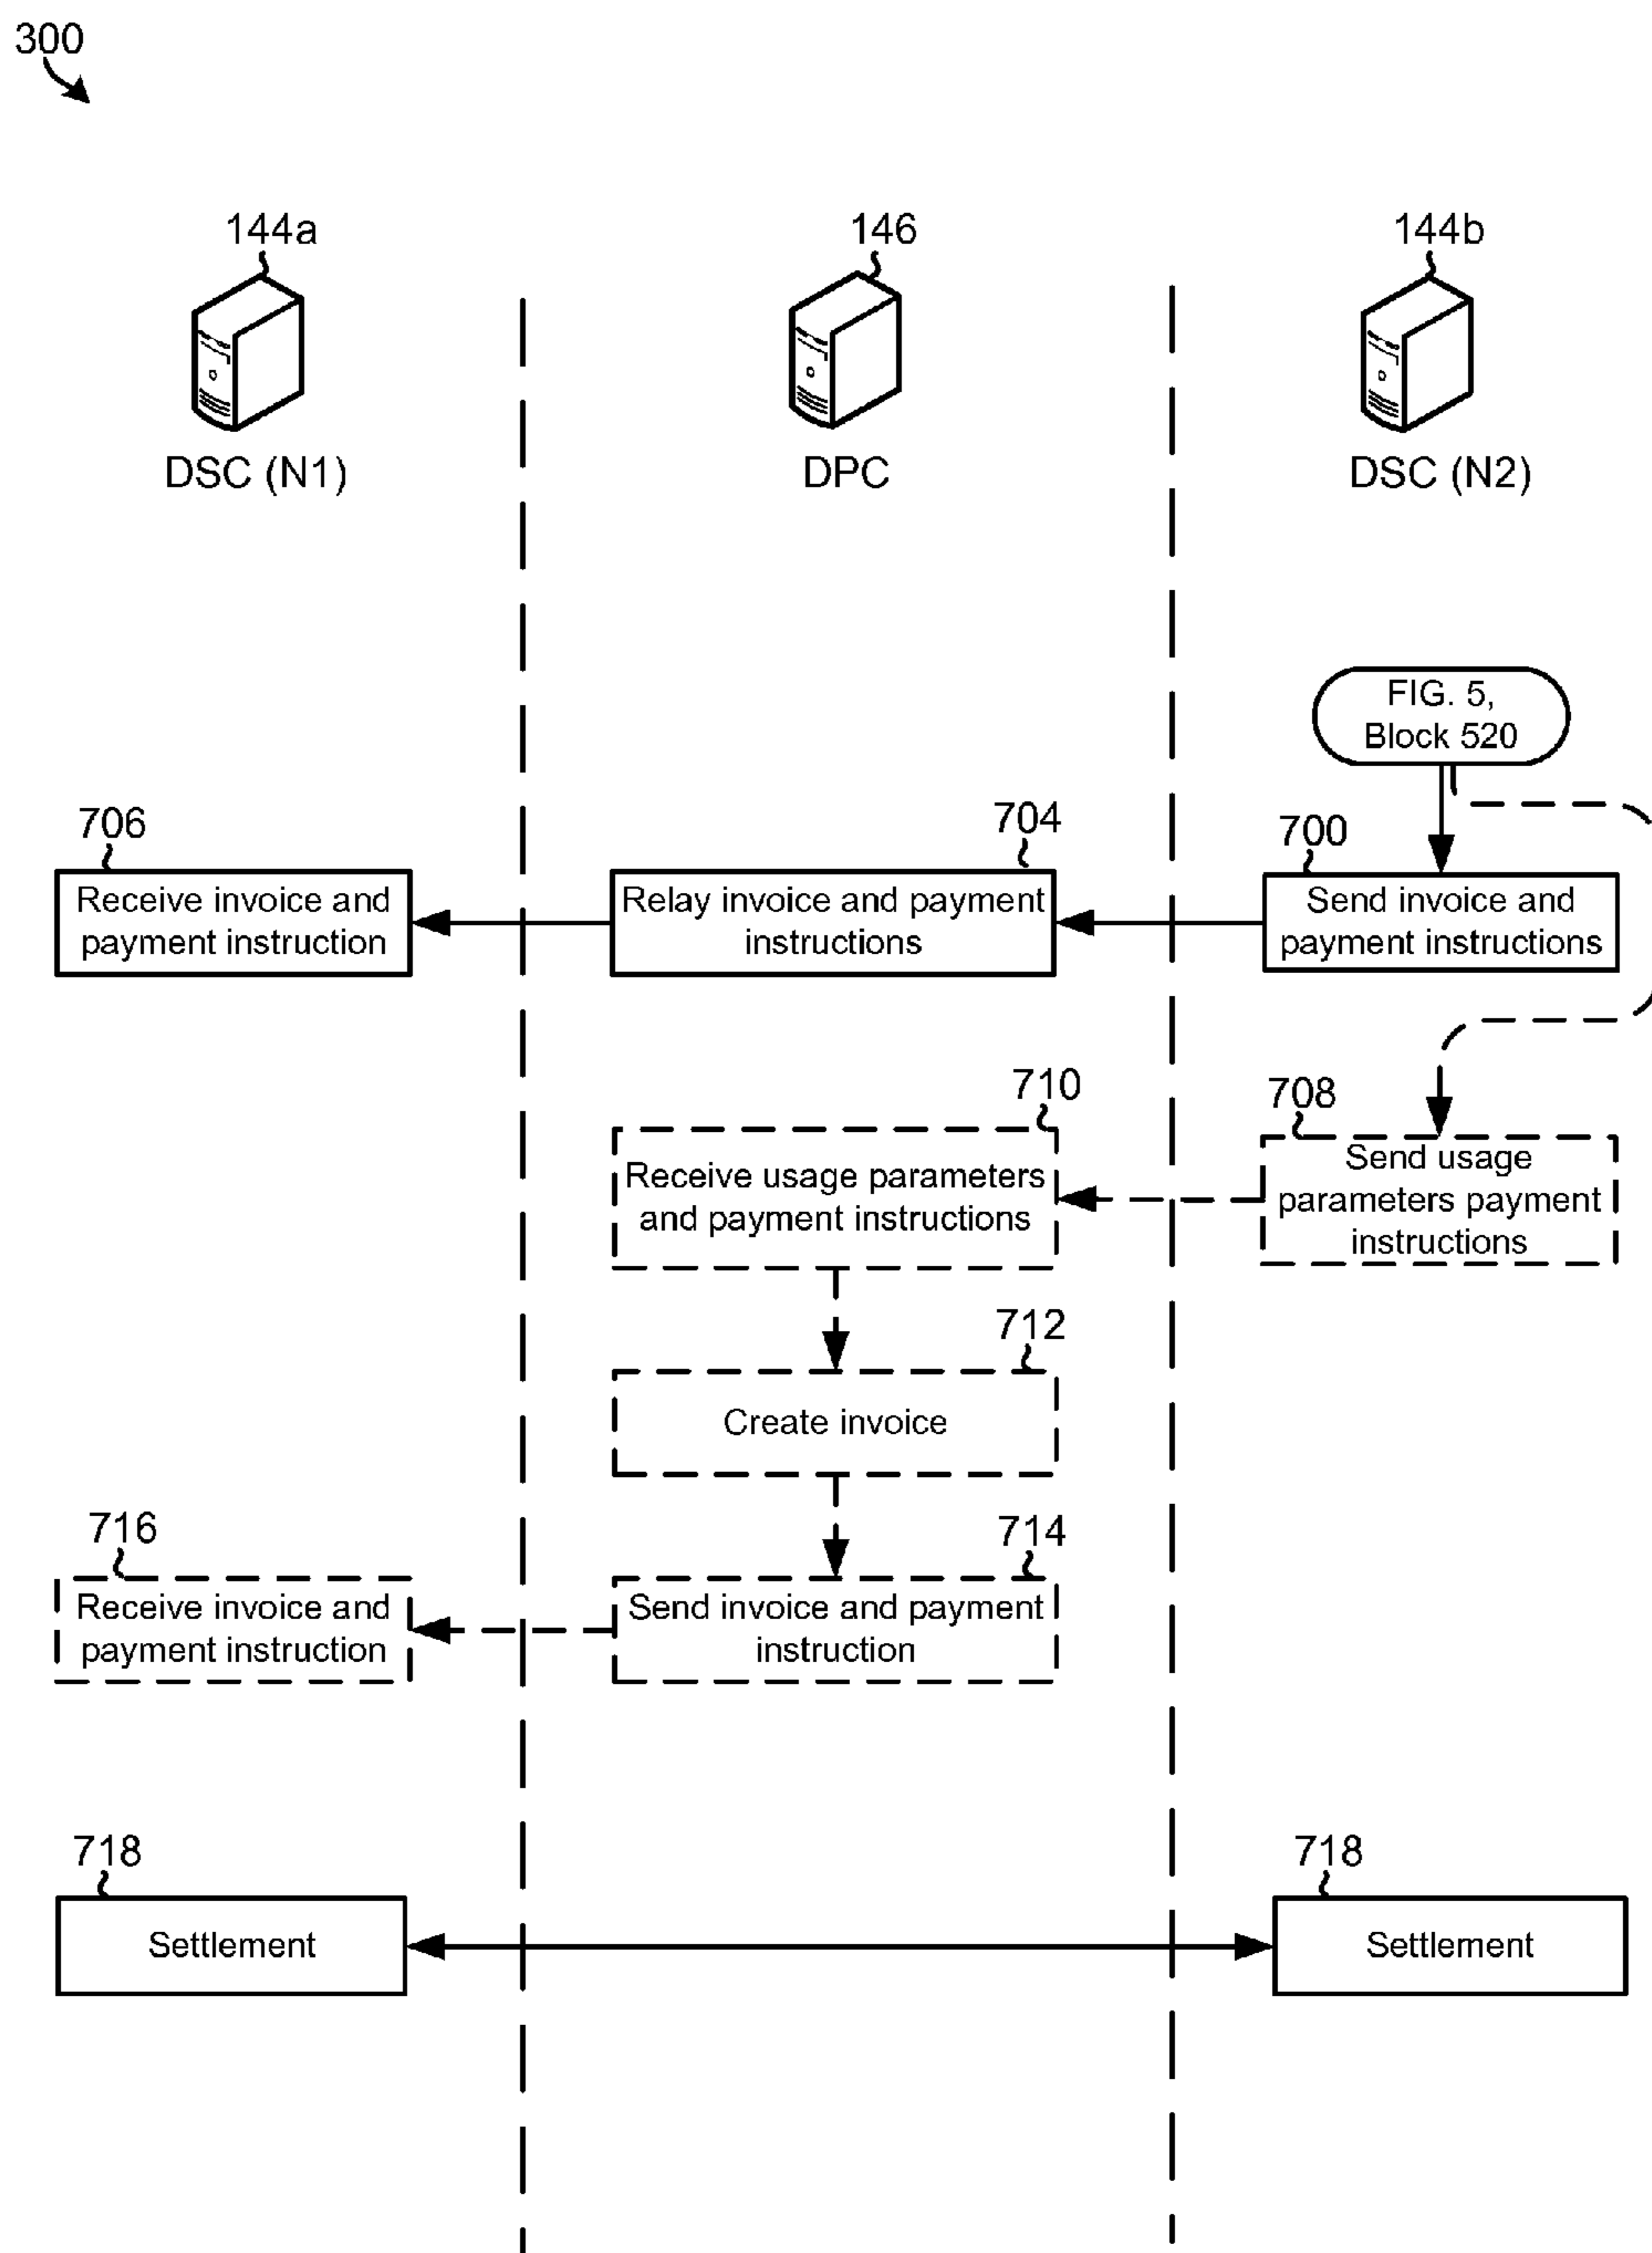 300
144a
146
144b
DSC (N1)
DPC
DSC (N2)
FIG. 5,
Block 520
706
704
700
Receive invoice and
payment instruction
Relay invoice and payment
instructions
Send invoice and
payment instructions
710
708
Receive usage parameters
and payment instructions
Send usage
parameters payment
instructions
712
Create invoice
716
714
Receive invoice and
payment instruction
Send invoice and payment
instruction
718
718
Settlement
Settlement